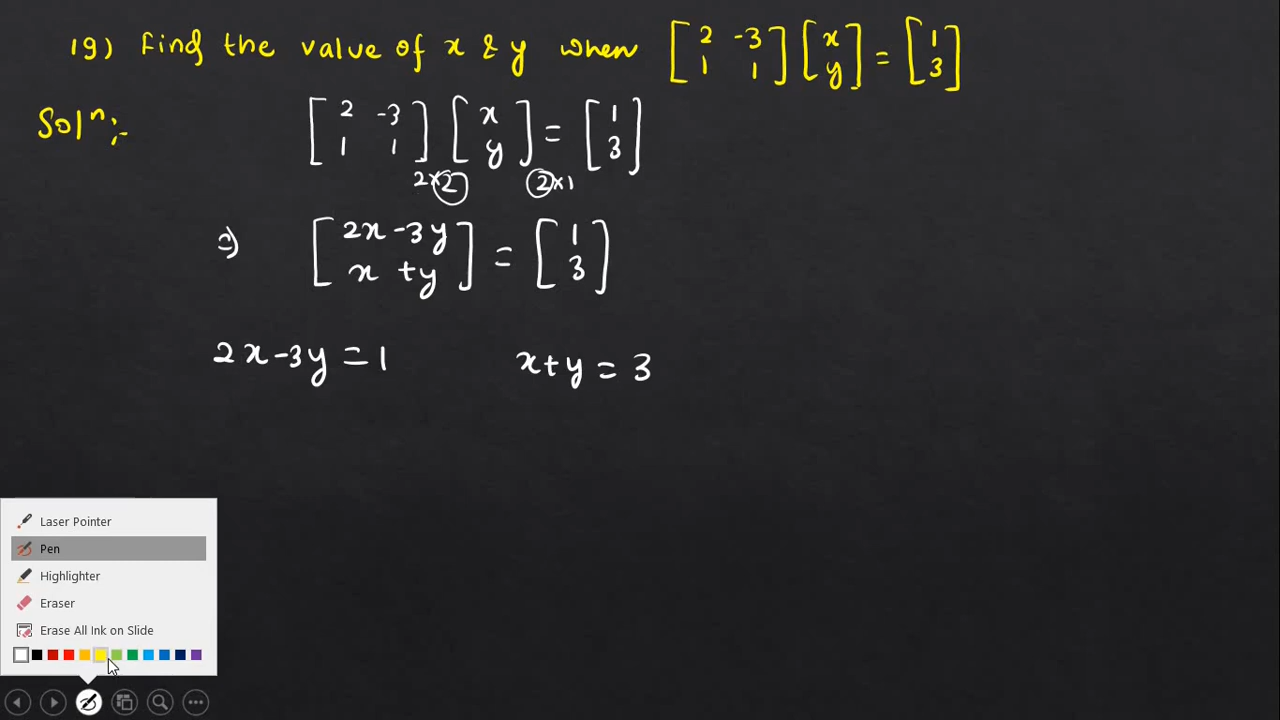 19) Find the value of x & y when [2 -3 1 1] [x y] = [1 3]
Solⁿ:-
[2 -3 1 1] [x y] = [1 3]
2×2 2×1
⇒ [2x -3y x +y] = [1 3]
2x -3y = 1 x+y = 3
Laser Pointer
Pen
Highlighter
Eraser
Erase All Ink on Slide